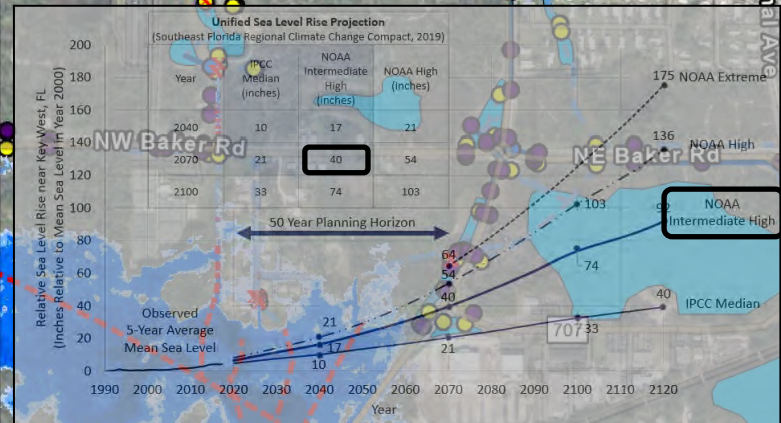 Unified Sea Level Rise Projection
(Southeast Florida Regional Climate Change Compact, 2019)
Year
IPCC Median (inches)
NOAA Intermediate High (inches)
NOAA High (inches)
2040 10 17 21
2070 21 40 54
2100 33 74 103
50 Year Planning Horizon
Relative Sea Level Rise near Key West, FL
(Inches Relative to Mean Sea Level in Year 2000)
200
180
160
140
120
100
80
60
40
20
0
Observed
5-Year Average
Mean Sea Level
21
17
10
64
54
40
21
103
74
33
175 NOAA Extreme
136 NOAA High
92 NOAA
Intermediate High
40 IPCC Median
1990 2000 2010 2020 2030 2040 2050 2060 2070 2080 2090 2100 2110 2120
Year
NW Baker Rd
NE Baker Rd
707
nal Ave